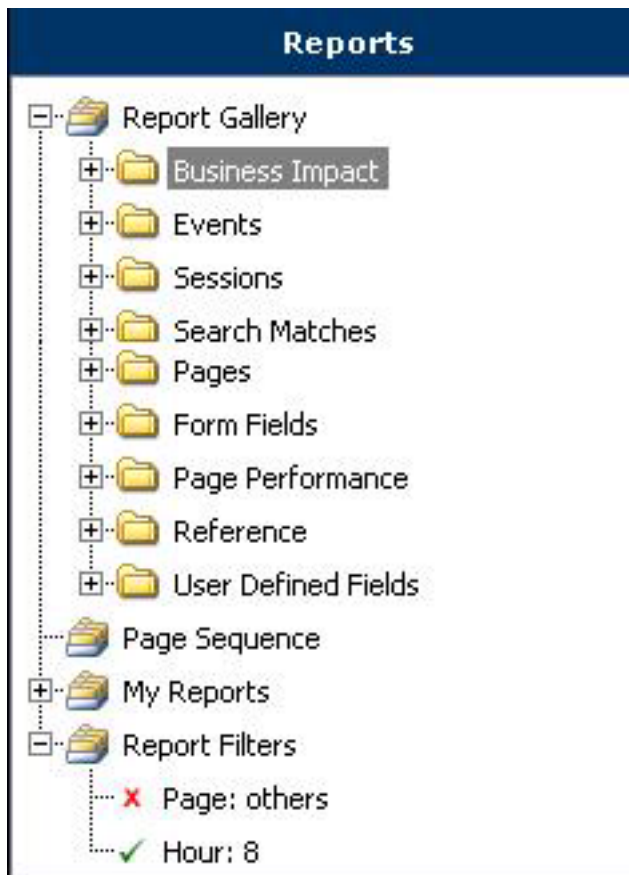 Reports
Report Gallery
Business Impact
Events
Sessions
Search Matches
Pages
Form Fields
Page Performance
Reference
User Defined Fields
Page Sequence
My Reports
Report Filters
Page: others
Hour: 8